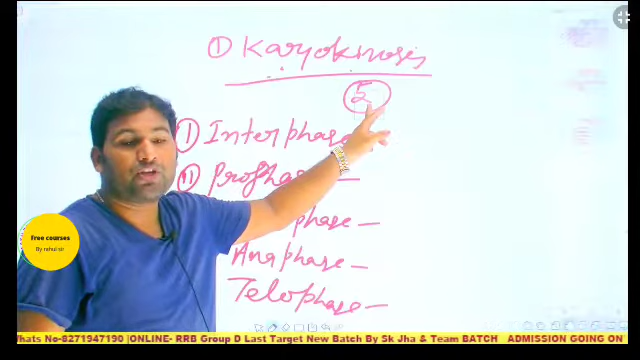 ① Karyokinosis
5
① Interphase
⑪ Prophase —
phase —
Anaphase —
Telophase —
Free courses
By rahul sir
Whats No-8271947190 |ONLINE- RRB Group D Last Target New Batch By Sk Jha & Team BATCH ADMISSION GOING ON